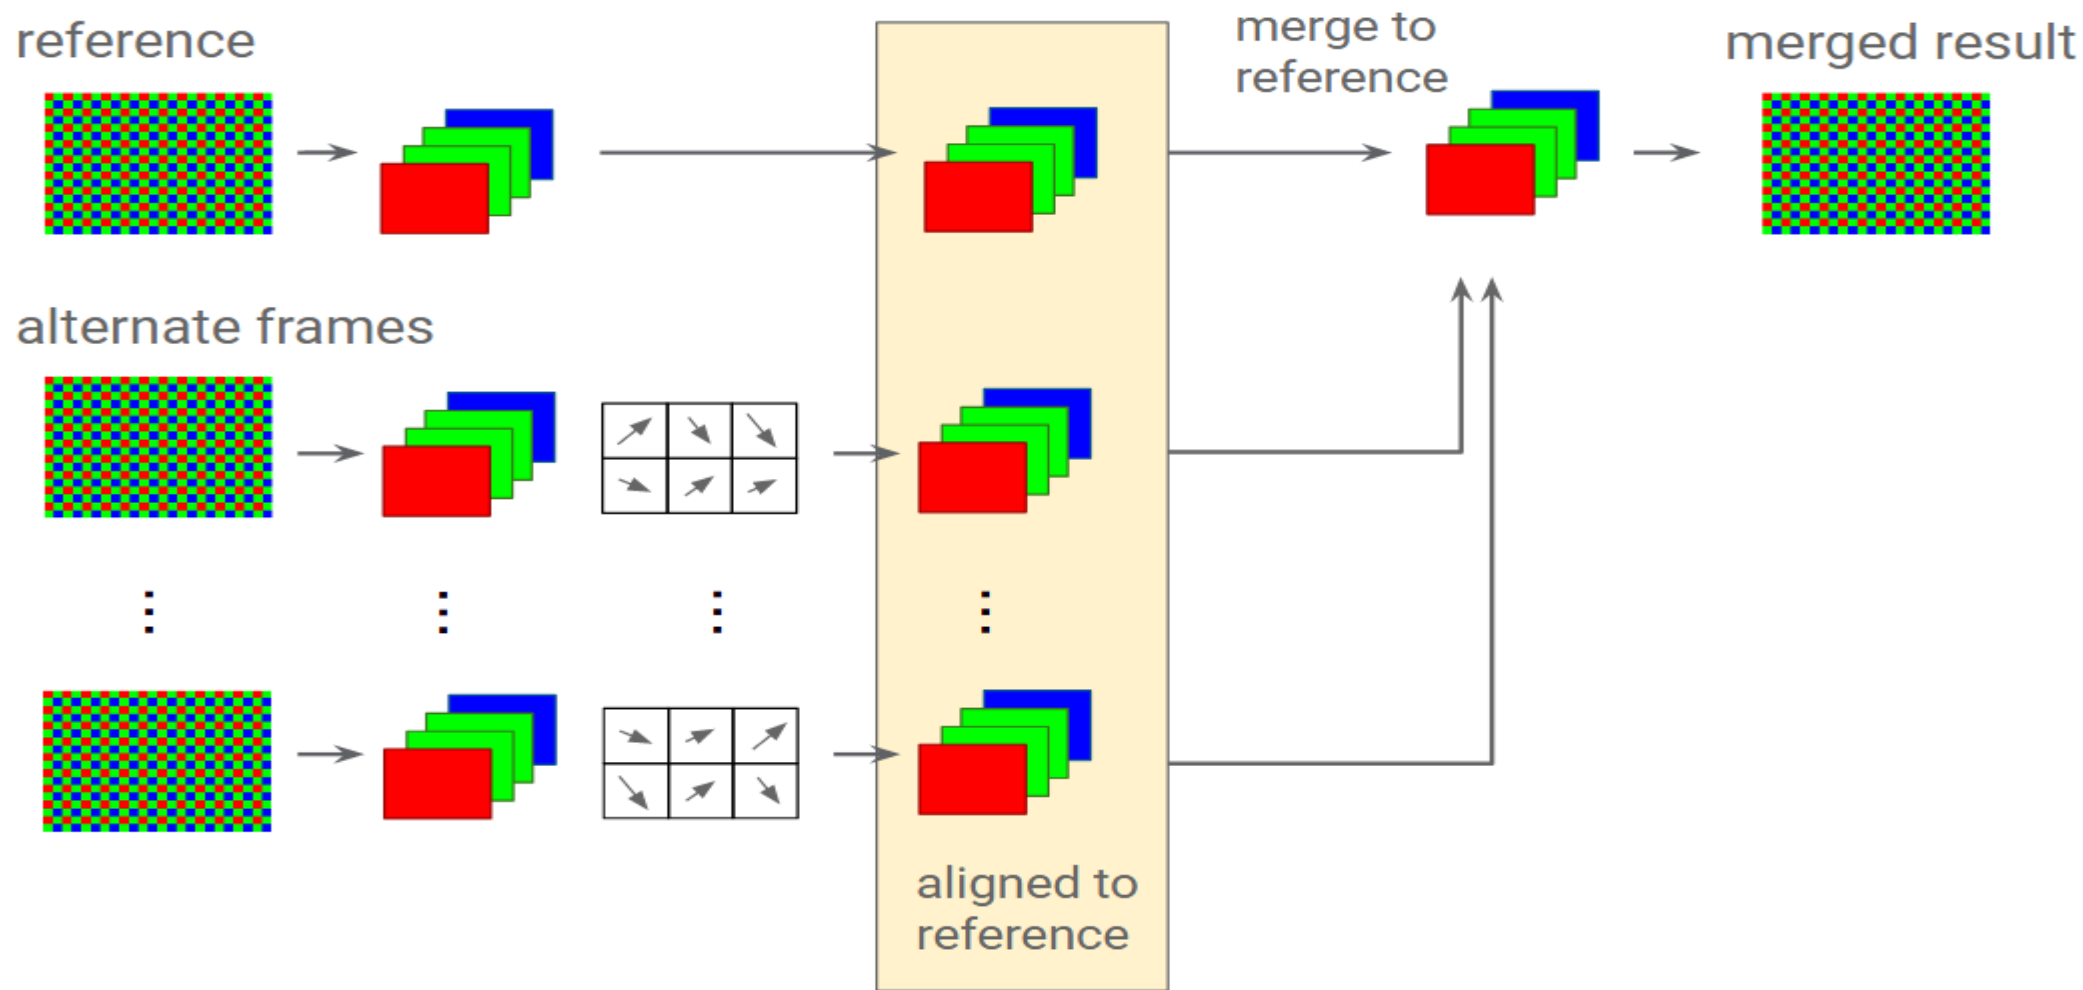 reference
merge to
reference
merged result
alternate frames
aligned to
reference